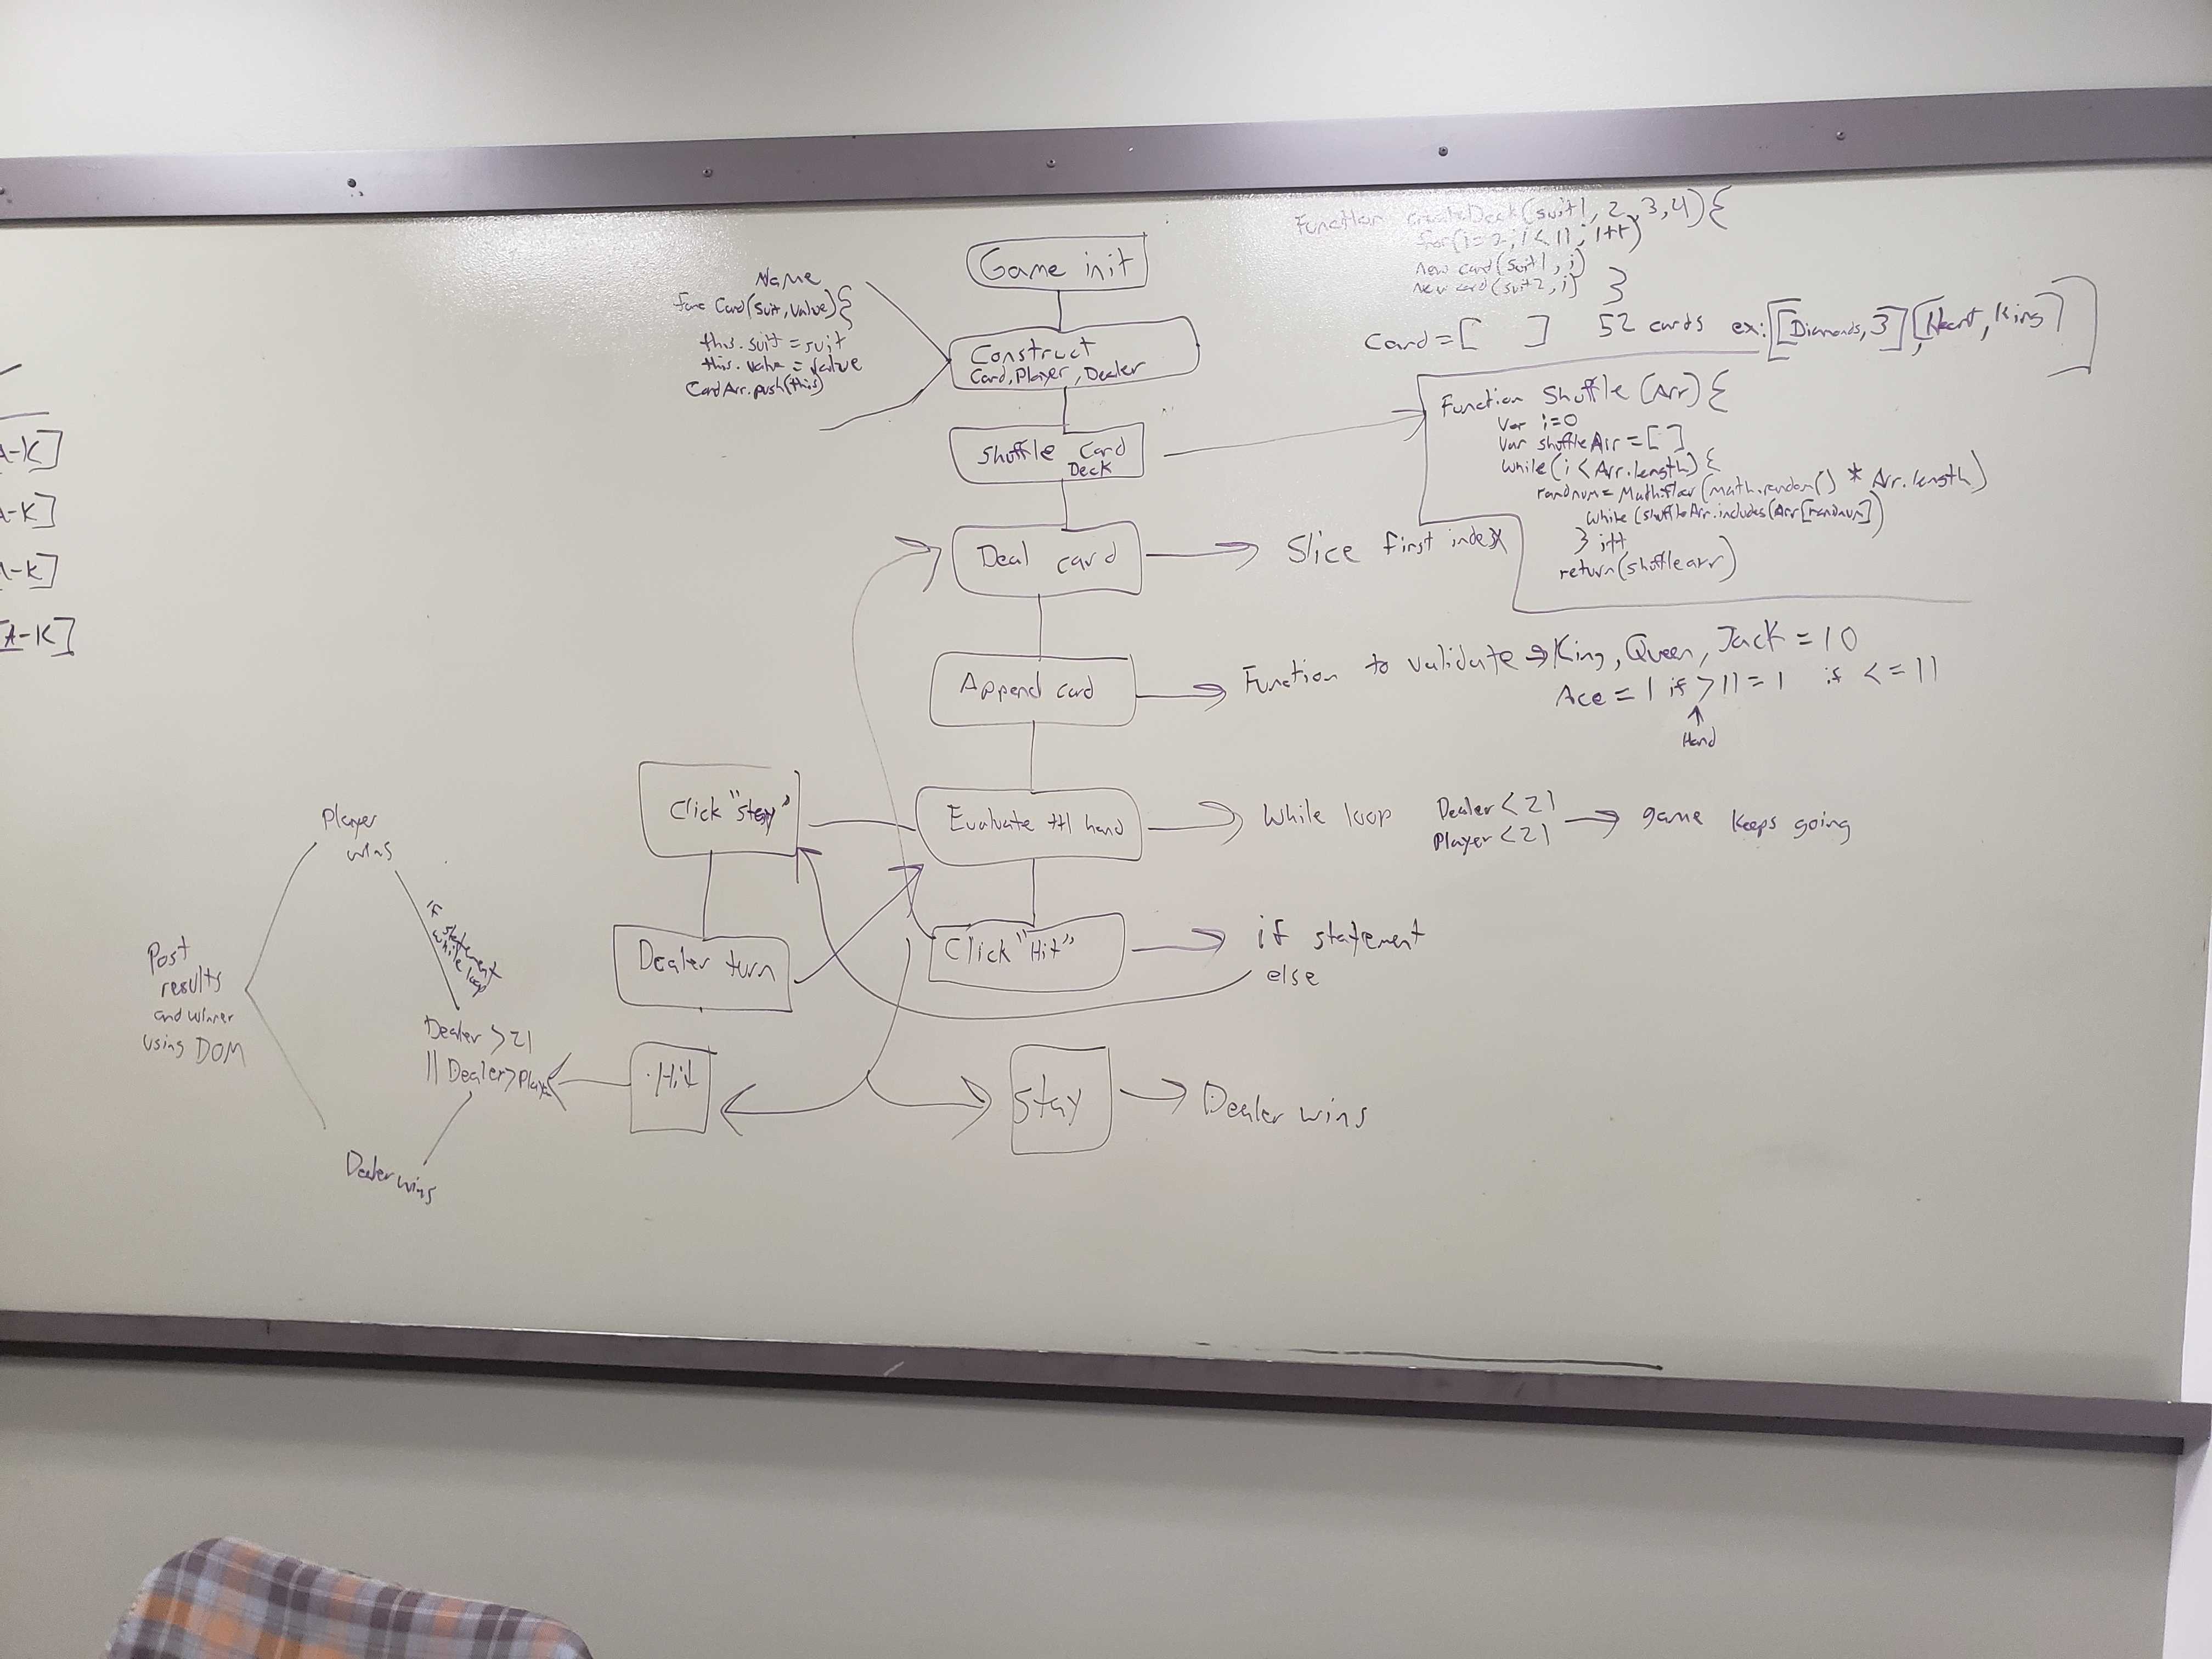 Function createDeck(suit1, 2, 3, 4) {
for(i=2; i<11; i++)
new card(suit1, i)
new card(suit2, i) }
Card = [ ] 52 cards ex: [[Diamonds, 3], [Heart, King]]
Game init
Name
func Card(suit, value) {
this.suit = suit
this.value = value
CardArr.push(this)
Construct
Card, Player, Dealer
Shuffle Card
Deck
Function Shuffle (Arr) {
Var i=0
Var shuffleArr = [ ]
while (i < Arr.length) {
randnum = Math.floor (math.random() * Arr.length)
while (shuffleArr.includes(Arr[randnum])
} i++
return (shufflearr)
Deal card
Slice first index
Append card
Function to validate → King, Queen, Jack = 10
Ace = 1 if > 11 = 1 if <= 11
↑
Hand
A-K]
A-K]
A-K]
[A-K]
Click "Stay"
Evaluate ttl hand
While loop
Dealer < 21
Player < 21
game keeps going
Dealer turn
Click "Hit"
if statement
else
Player
wins
if statement
while loop
Post
results
and winner
using DOM
Dealer > 21
|| Dealer > Player
Dealer wins
Hit
Stay
Dealer wins